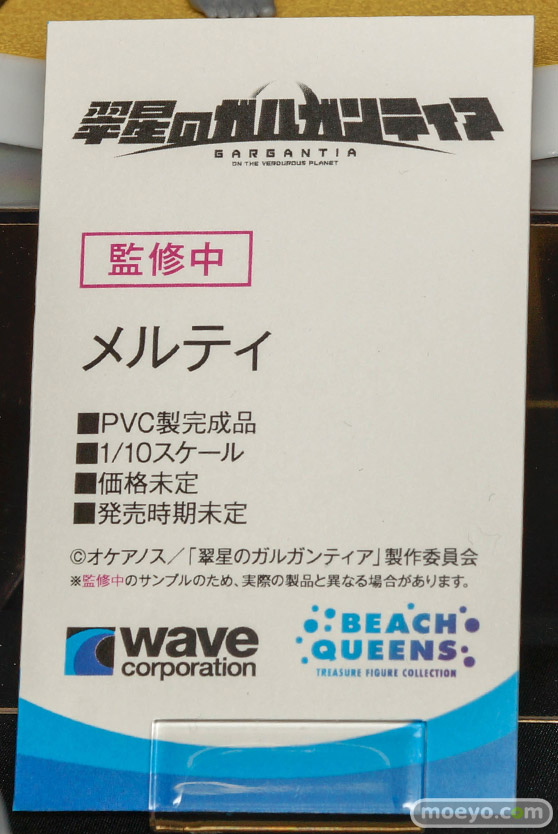 翠星のガルガンティア
GARGANTIA
ON THE VERDUROUS PLANET
監修中
メルティ
■PVC製完成品
■1/10スケール
■価格未定
■発売時期未定
©オケアノス／「翠星のガルガンティア」製作委員会
※監修中のサンプルのため、実際の製品と異なる場合があります。
wave
corporation
BEACH
QUEENS
TREASURE FIGURE COLLECTION
moeyo.com